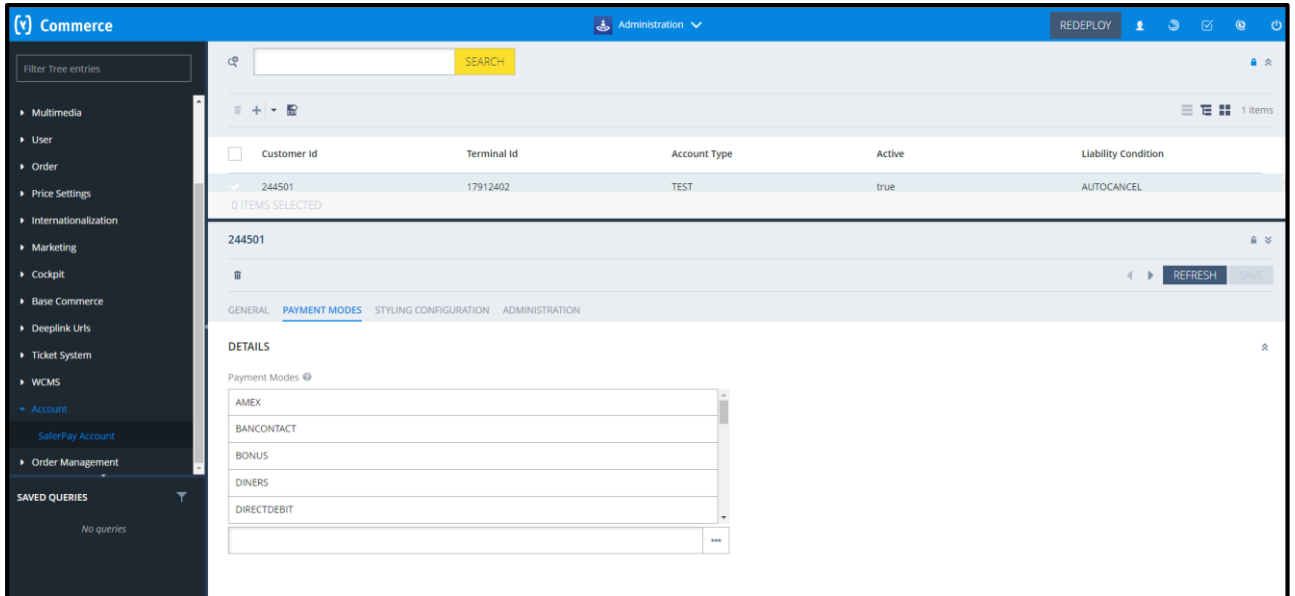 (y) Commerce
Administration
REDEPLOY
Filter Tree entries
Multimedia
User
Order
Price Settings
Internationalization
Marketing
Cockpit
Base Commerce
Deeplink Urls
Ticket System
WCMS
Account
SaferPay Account
Order Management
SAVED QUERIES
No queries
SEARCH
1 items
Customer Id Terminal Id Account Type Active Liability Condition
244501 17912402 TEST true AUTOCANCEL
0 ITEMS SELECTED
244501
REFRESH SAVE
GENERAL PAYMENT MODES STYLING CONFIGURATION ADMINISTRATION
DETAILS
Payment Modes
AMEX
BANCONTACT
BONUS
DINERS
DIRECTDEBIT